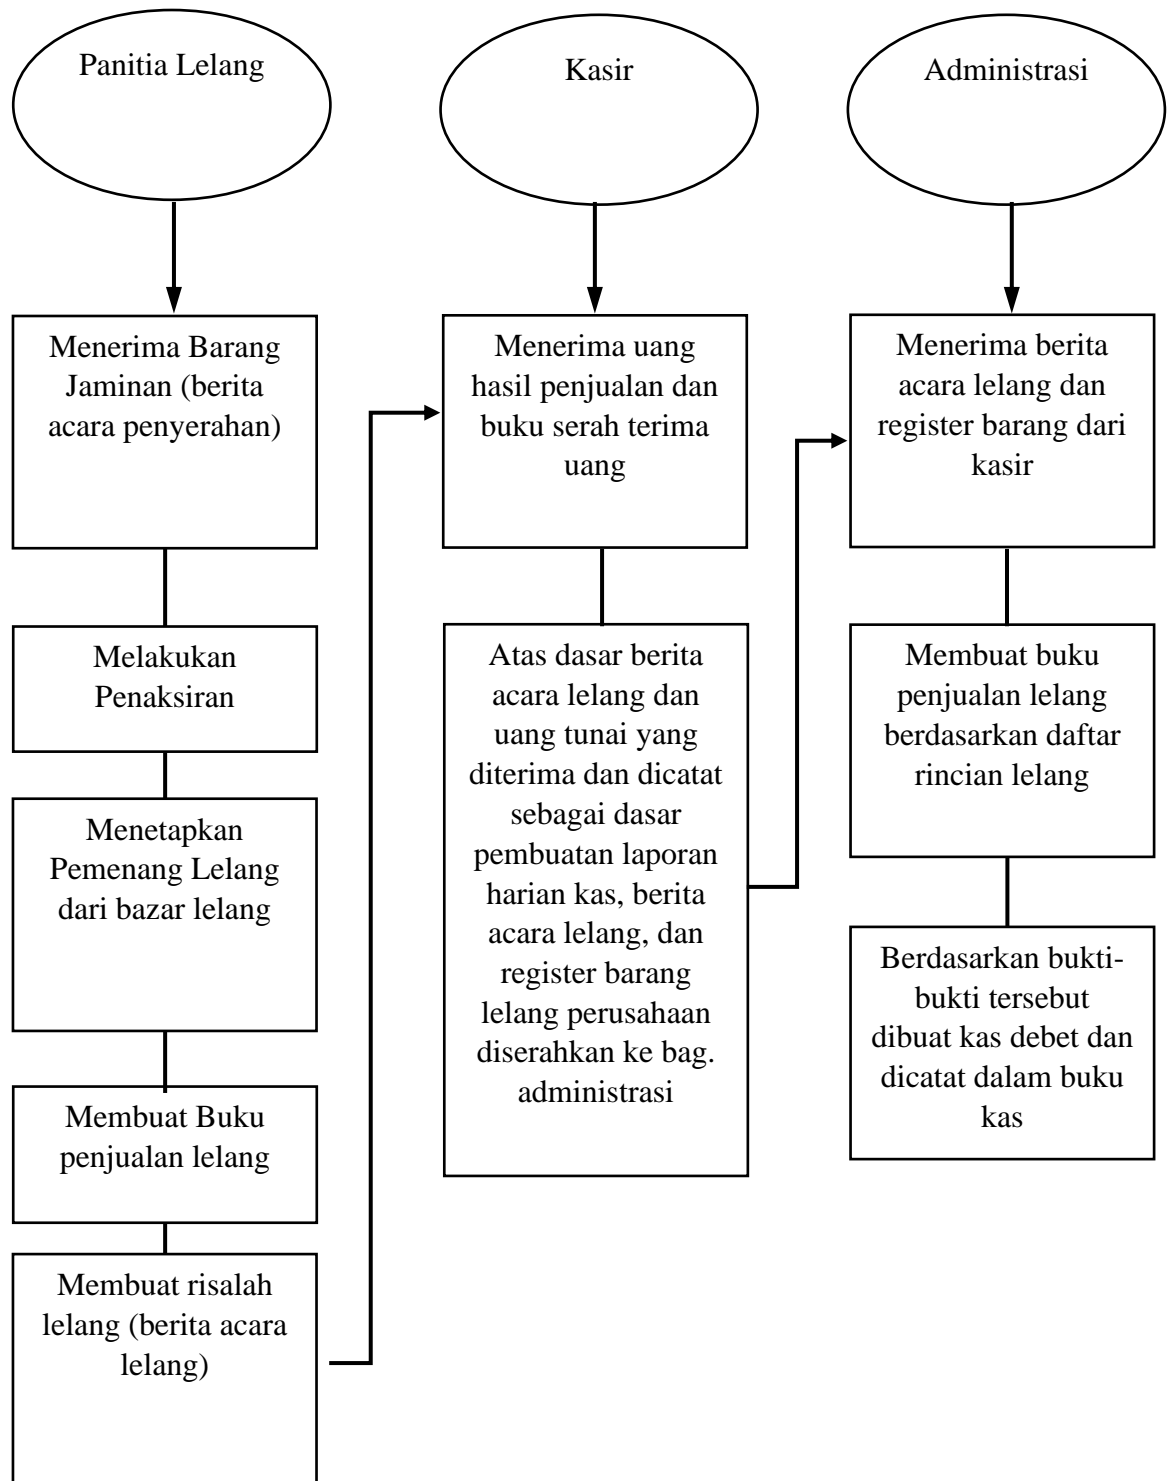 Panitia Lelang
Menerima Barang
Jaminan (berita
acara penyerahan)
Melakukan
Penaksiran
Menetapkan
Pemenang Lelang
dari bazar lelang
Membuat Buku
penjualan lelang
Membuat risalah
lelang (berita acara
lelang)
Kasir
Menerima uang
hasil penjualan dan
buku serah terima
uang
Atas dasar berita
acara lelang dan
uang tunai yang
diterima dan dicatat
sebagai dasar
pembuatan laporan
harian kas, berita
acara lelang, dan
register barang
lelang perusahaan
diserahkan ke bag.
administrasi
Administrasi
Menerima berita
acara lelang dan
register barang dari
kasir
Membuat buku
penjualan lelang
berdasarkan daftar
rincian lelang
Berdasarkan bukti-
bukti tersebut
dibuat kas debet dan
dicatat dalam buku
kas